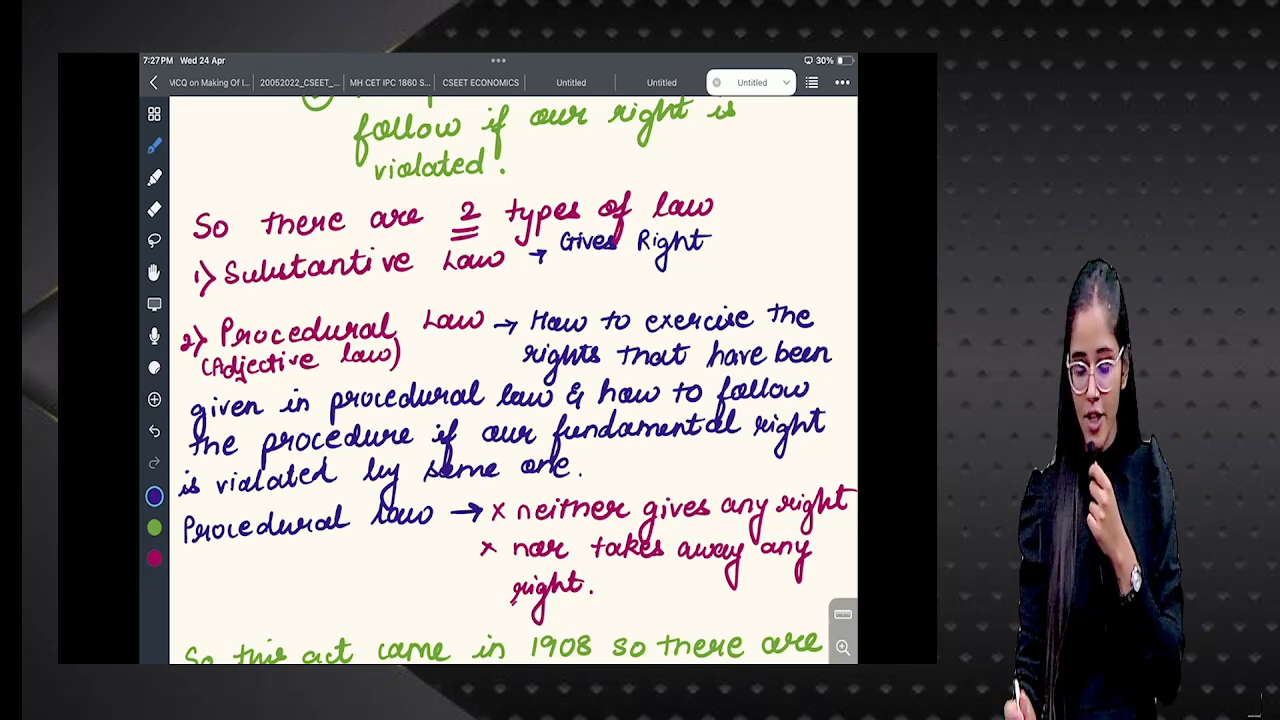 7:27 PM Wed 24 Apr
30%
MCQ on Making Of I... 20052022_CSEET_... MH CET IPC 1860 S... CSEET ECONOMICS Untitled Untitled Untitled
follow if our right is
violated.
So there are 2 types of law
1) Substantive Law → Gives Right
2) Procedural Law → How to exercise the
(Adjective law) rights that have been
given in procedural law & how to follow
the procedure if our fundamental right
is violated by some one.
Procedural Law → x neither gives any right
x nor takes away any
right.
So this act came in 1908 so there are